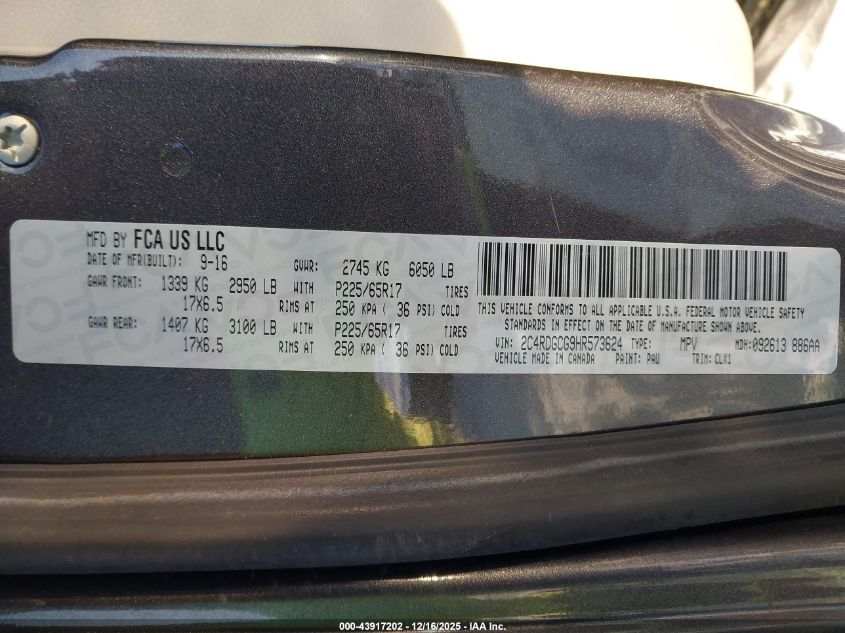 MFD BY FCA US LLC
DATE OF MFR(BUILT): 9-16 GVWR: 2745 KG 6050 LB
GAWR FRONT: 1339 KG 2950 LB WITH P225/65R17 TIRES
17X6.5 RIMS AT 250 KPA ( 36 PSI) COLD
GAWR REAR: 1407 KG 3100 LB WITH P225/65R17 TIRES
17X6.5 RIMS AT 250 KPA ( 36 PSI) COLD
THIS VEHICLE CONFORMS TO ALL APPLICABLE U.S.A. FEDERAL MOTOR VEHICLE SAFETY
STANDARDS IN EFFECT ON THE DATE OF MANUFACTURE SHOWN ABOVE.
VIN: 2C4RDGCG9HR573624 TYPE: MPV MDH: 092613 886AA
VEHICLE MADE IN CANADA PAINT: PAU TRIM: CLX1
000-43917202 - 12/16/2025 - IAA Inc.